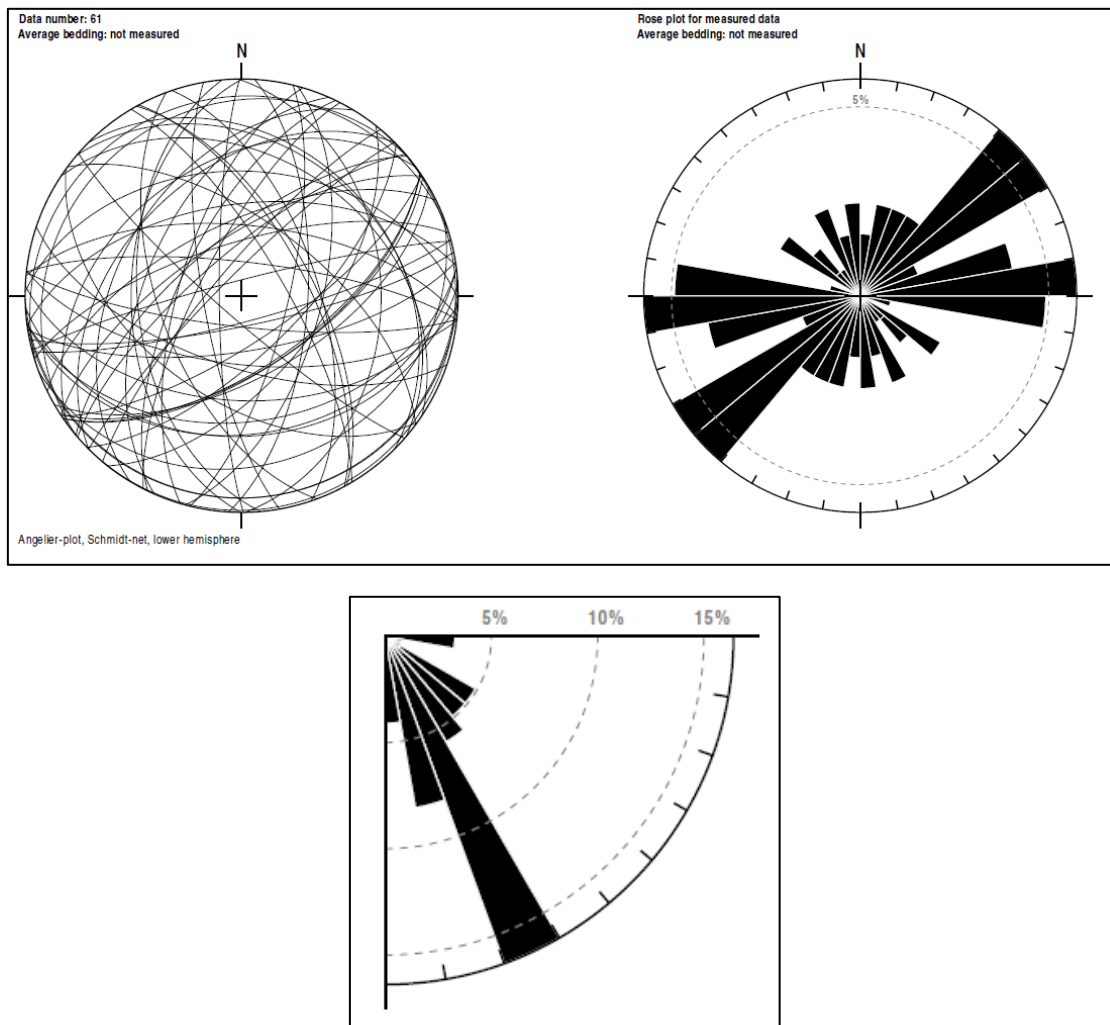 Data number: 61
Average bedding: not measured
N
Angelier-plot, Schmidt-net, lower hemisphere
Rose plot for measured data
Average bedding: not measured
N
5%
5% 10% 15%